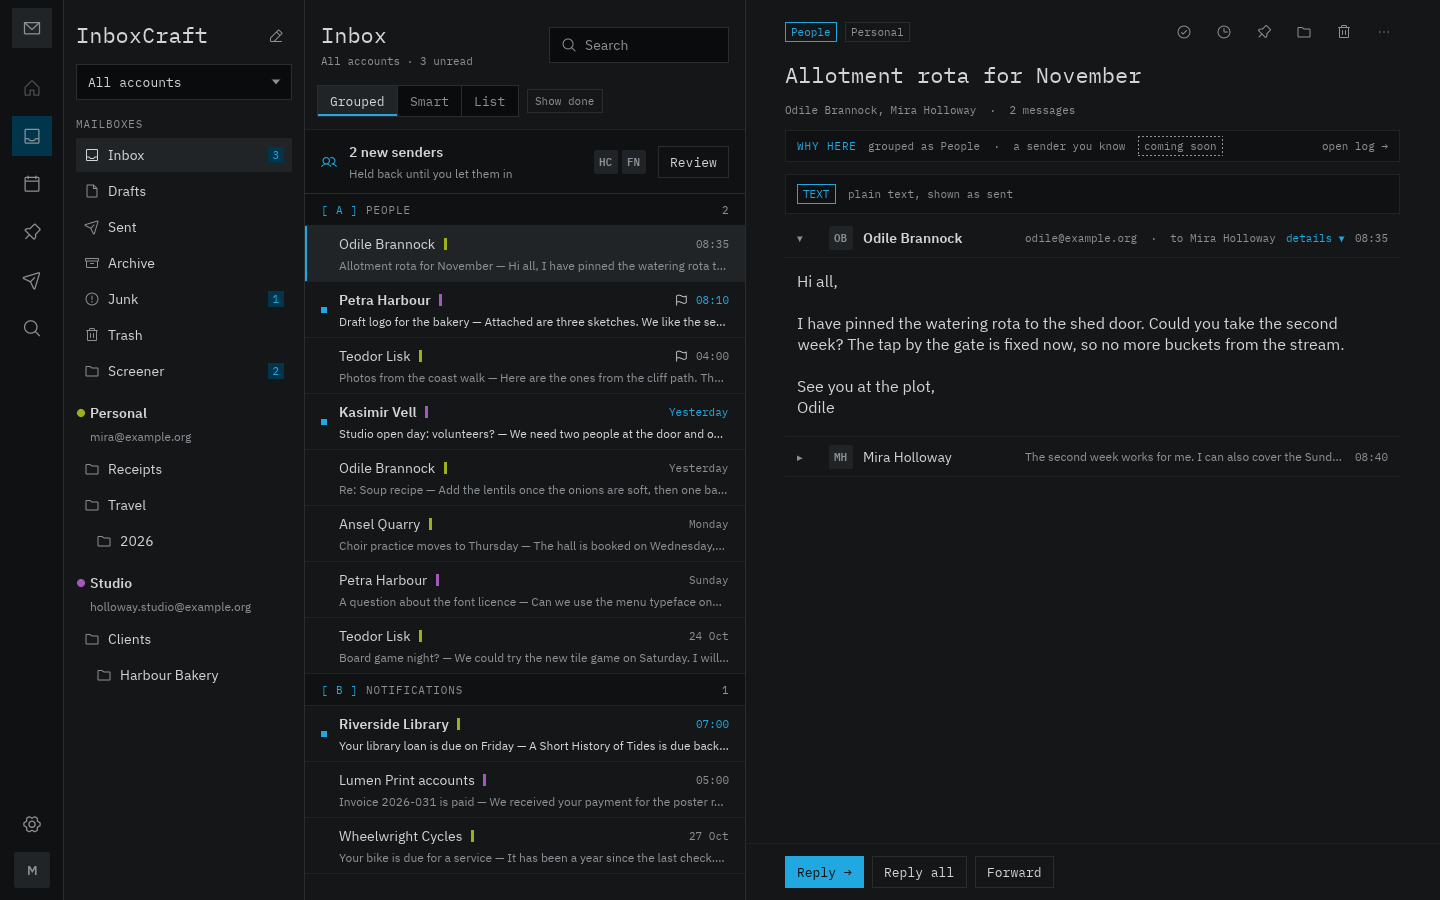 InboxCraft
All accounts
MAILBOXES
Inbox 3
Drafts
Sent
Archive
Junk 1
Trash
Screener 2
Personal
mira@example.org
Receipts
Travel
2026
Studio
holloway.studio@example.org
Clients
Harbour Bakery
M
Inbox
All accounts · 3 unread
Search
Grouped Smart List Show done
2 new senders
Held back until you let them in
HC FN Review
[ A ] PEOPLE 2
Odile Brannock 08:35
Allotment rota for November — Hi all, I have pinned the watering rota t…
Petra Harbour 08:10
Draft logo for the bakery — Attached are three sketches. We like the se…
Teodor Lisk 04:00
Photos from the coast walk — Here are the ones from the cliff path. Th…
Kasimir Vell Yesterday
Studio open day: volunteers? — We need two people at the door and o…
Odile Brannock Yesterday
Re: Soup recipe — Add the lentils once the onions are soft, then one ba…
Ansel Quarry Monday
Choir practice moves to Thursday — The hall is booked on Wednesday,…
Petra Harbour Sunday
A question about the font licence — Can we use the menu typeface on…
Teodor Lisk 24 Oct
Board game night? — We could try the new tile game on Saturday. I will…
[ B ] NOTIFICATIONS 1
Riverside Library 07:00
Your library loan is due on Friday — A Short History of Tides is due back…
Lumen Print accounts 05:00
Invoice 2026-031 is paid — We received your payment for the poster r…
Wheelwright Cycles 27 Oct
Your bike is due for a service — It has been a year since the last check.…
People Personal
Allotment rota for November
Odile Brannock, Mira Holloway · 2 messages
WHY HERE grouped as People · a sender you know coming soon open log →
TEXT plain text, shown as sent
▾ OB Odile Brannock odile@example.org · to Mira Holloway details ▾ 08:35
Hi all,
I have pinned the watering rota to the shed door. Could you take the second
week? The tap by the gate is fixed now, so no more buckets from the stream.
See you at the plot,
Odile
▸ MH Mira Holloway The second week works for me. I can also cover the Sund… 08:40
Reply → Reply all Forward